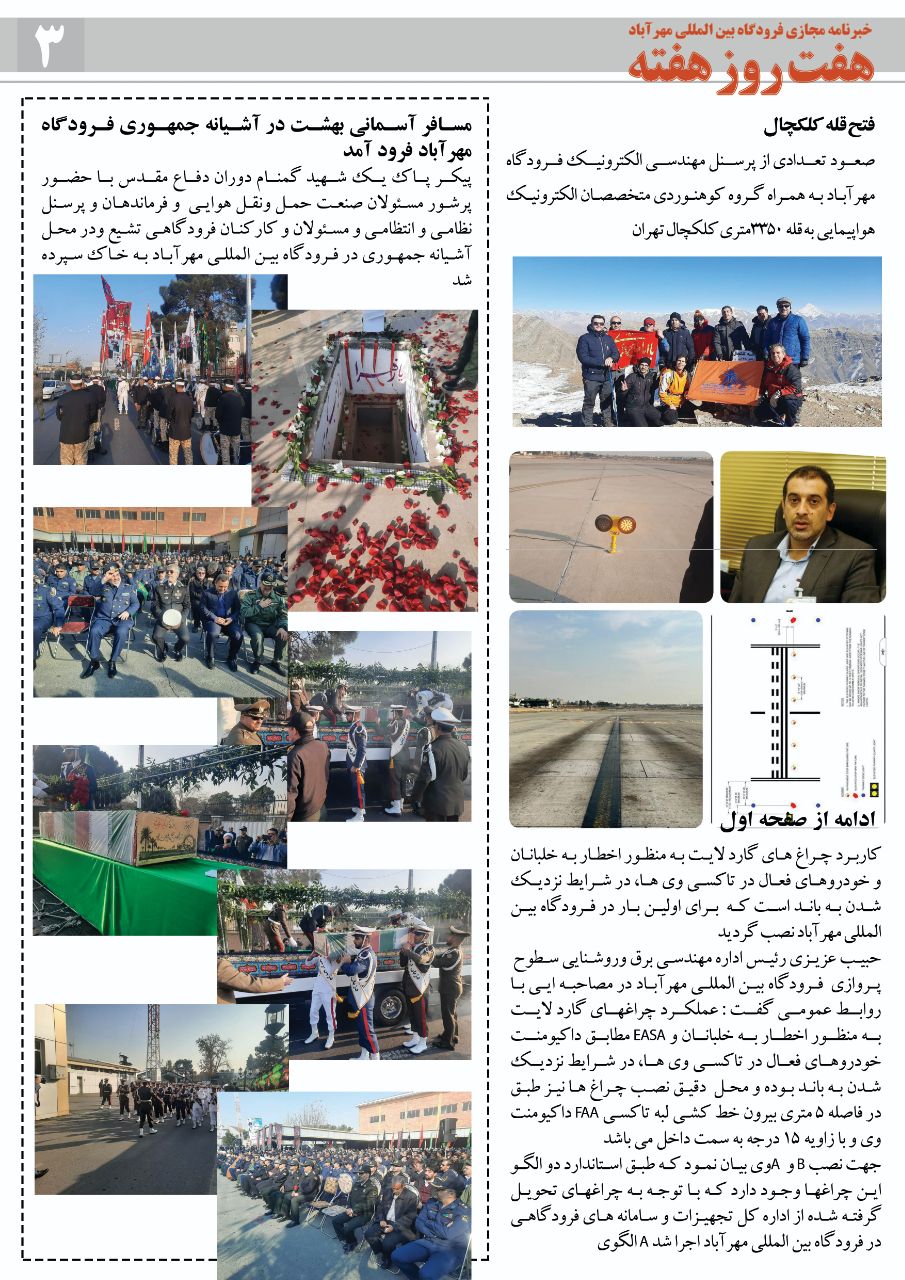 خبرنامه مجازی فرودگاه بین المللی مهرآباد
هفت روز هفته
۳
فتح‌قله کلکچال
صعود تعدادی از پرسنل مهندسی الکترونیک فرودگاه
مهرآباد به همراه گروه کوهنوردی متخصصان الکترونیک
هواپیمایی به قله ۳۳۵۰متری کلکچال تهران
ادامه از صفحه اول
کاربرد چراغ های گارد لایت به منظور اخطار به خلبانان
و خودروهای فعال در تاکسی وی ها، در شرایط نزدیک
شدن به باند است که برای اولین بار در فرودگاه بین
المللی مهرآباد نصب گردید
حبیب عزیزی رئیس اداره مهندسی برق وروشنایی سطوح
پروازی فرودگاه بین المللی مهرآباد در مصاحبه ایی با
روابط عمومی گفت : عملکرد چراغهای گارد لایت
به منظور اخطار به خلبانان و EASA مطابق داکیومنت
خودروهای فعال در تاکسی وی ها، در شرایط نزدیک
شدن به باند بوده و محل دقیق نصب چراغ ها نیز طبق
در فاصله ۵ متری بیرون خط کشی لبه تاکسی FAA داکیومنت
وی و با زاویه ۱۵ درجه به سمت داخل می باشد
جهت نصب B و A وی بیان نمود که طبق استاندارد دو الگو
این چراغها وجود دارد که با توجه به چراغهای تحویل
گرفته شده از اداره کل تجهیزات و سامانه های فرودگاهی
در فرودگاه بین المللی مهرآباد اجرا شد A الگوی
مسافر آسمانی بهشت در آشیانه جمهوری فرودگاه
مهرآباد فرود آمد
پیکر پاک یک شهید گمنام دوران دفاع مقدس با حضور
پرشور مسئولان صنعت حمل ونقل هوایی و فرماندهان و پرسنل
نظامی و انتظامی و مسئولان و کارکنان فرودگاهی تشیع ودر محل
آشیانه جمهوری در فرودگاه بین المللی مهرآباد به خاک سپرده
شد